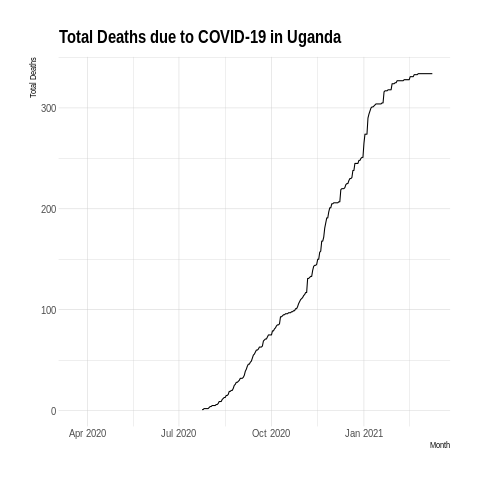 Total Deaths due to COVID-19 in Uganda
Total Deaths
300
200
100
0
Apr 2020
Jul 2020
Oct 2020
Jan 2021
Month